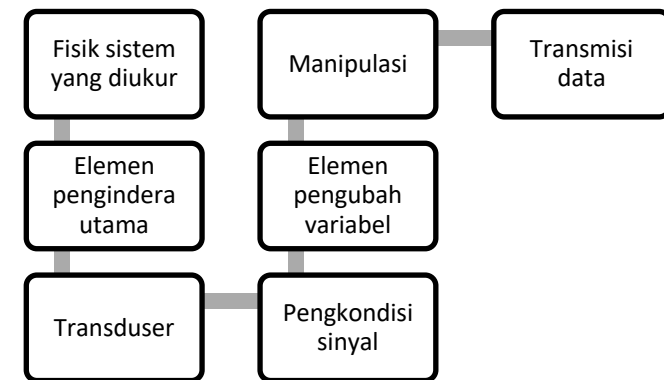 Fisik sistem
yang diukur
Elemen
pengindera
utama
Transduser
Pengkondisi
sinyal
Elemen
pengubah
variabel
Manipulasi
Transmisi
data